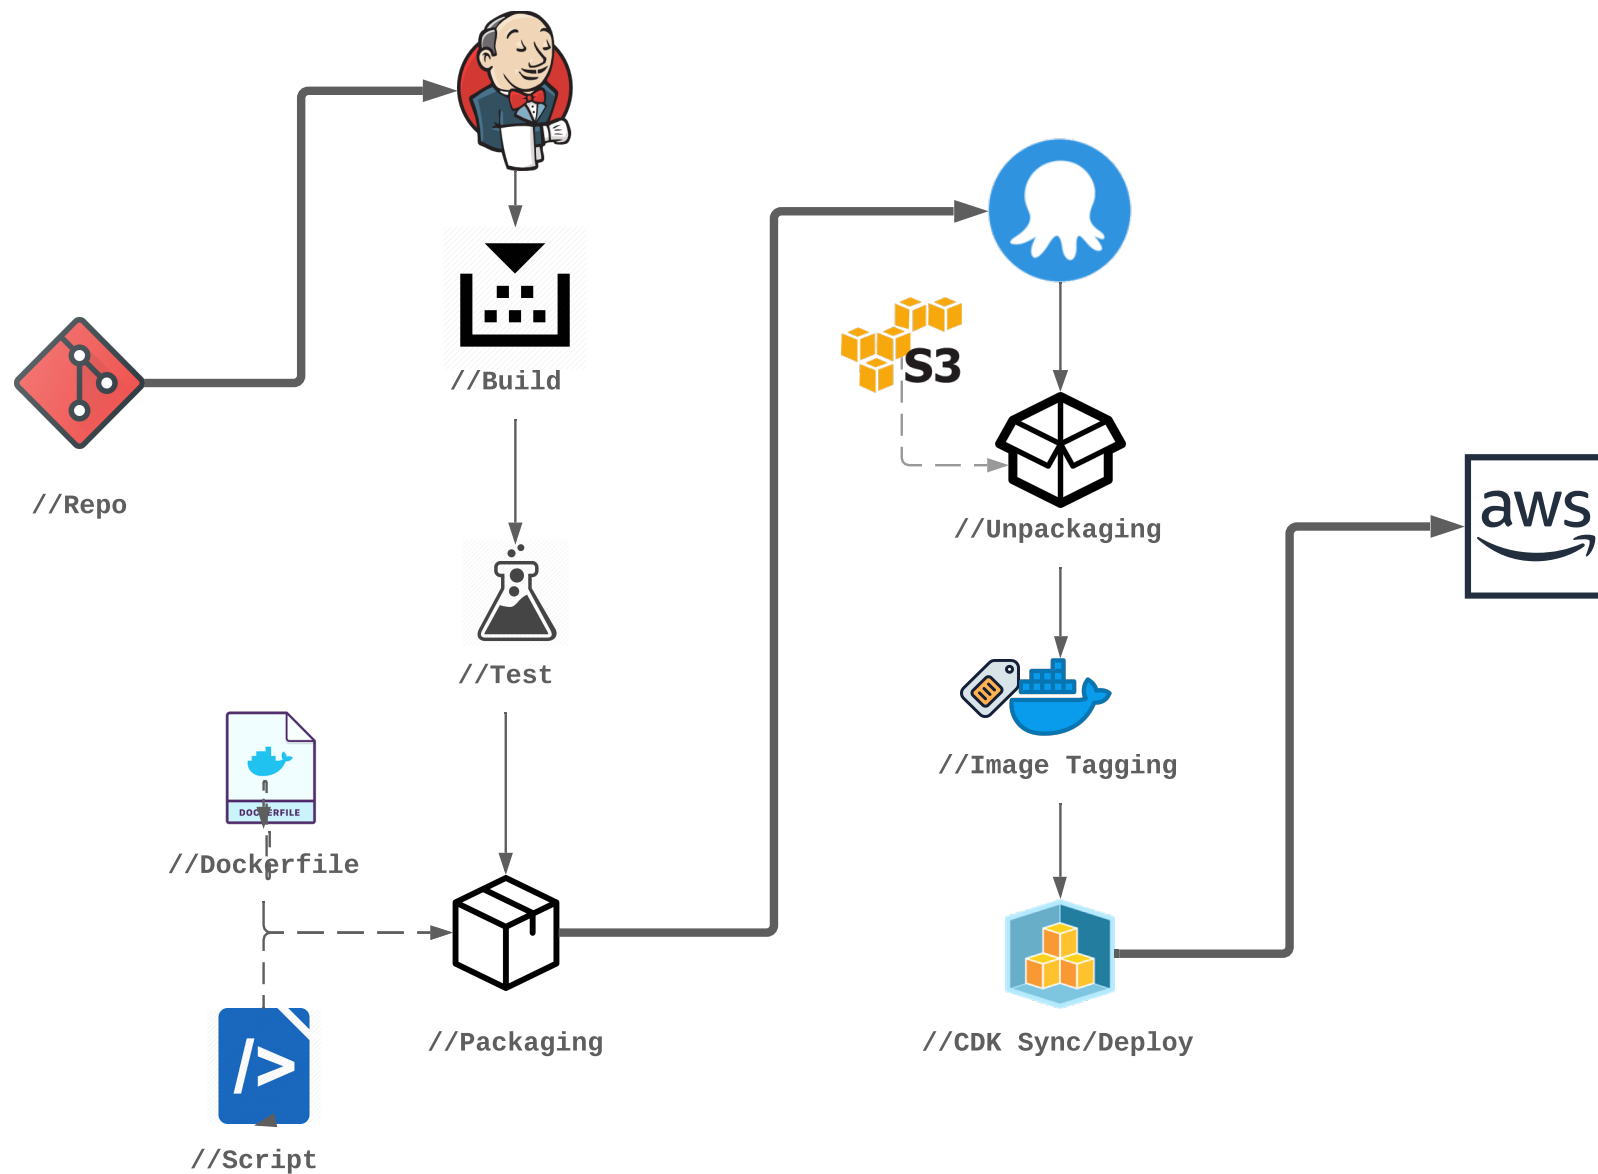 //Repo
//Build
//Test
DOCKERFILE
//Dockerfile
/>
//Script
//Packaging
S3
//Unpackaging
//Image Tagging
//CDK Sync/Deploy
aws